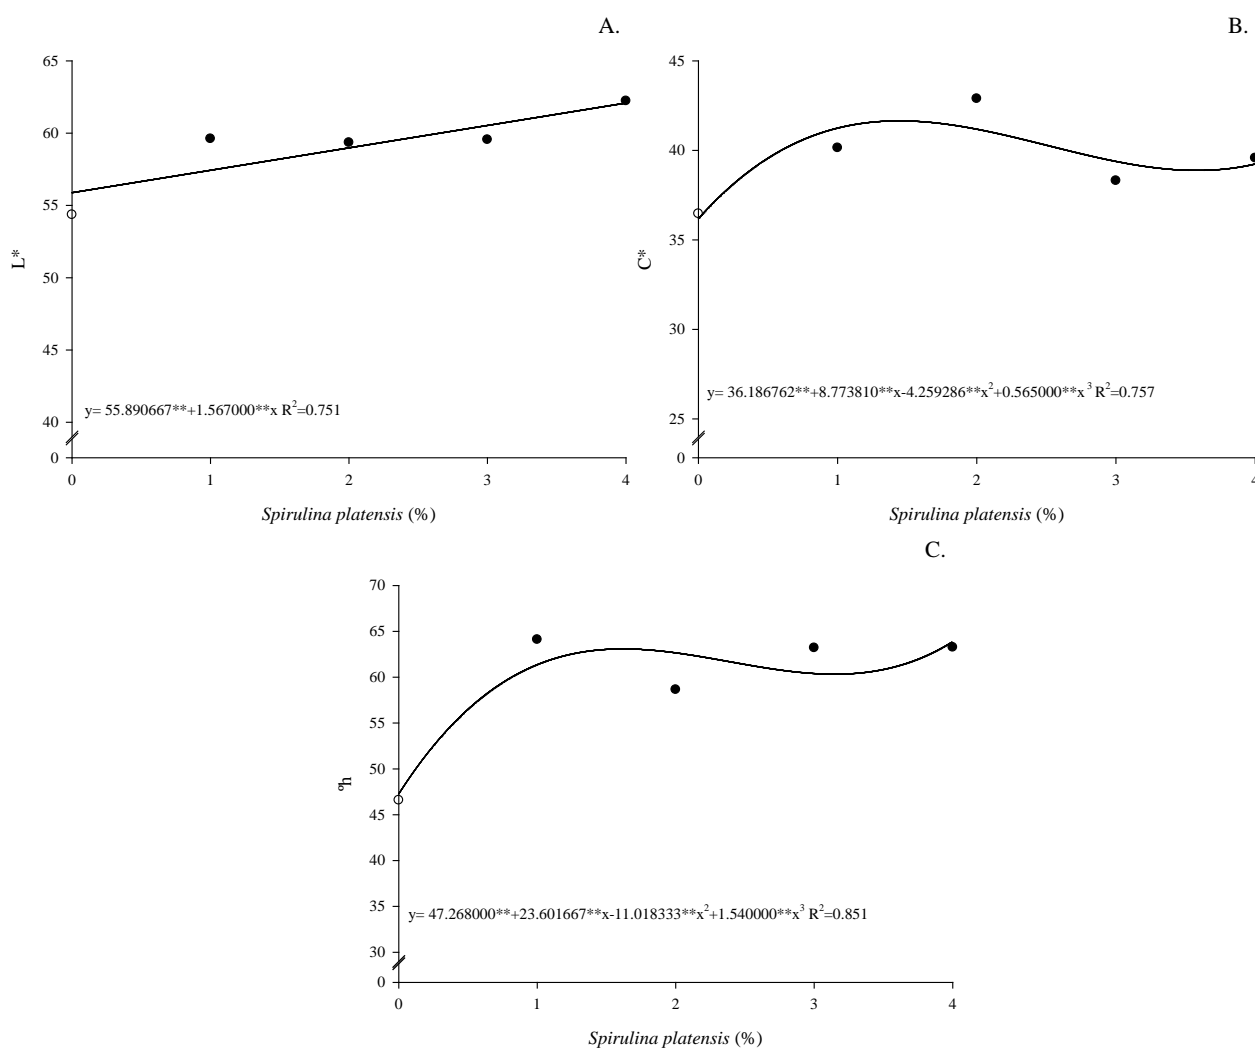 A.
65
60
55
50
45
40
0
L*
y= 55.890667**+1.567000**x R²=0.751
0 1 2 3 4
Spirulina platensis (%)
B.
45
40
35
30
25
0
C*
y= 36.186762**+8.773810**x-4.259286**x²+0.565000**x³ R²=0.757
0 1 2 3 4
Spirulina platensis (%)
C.
70
65
60
55
50
45
40
35
30
0
ºh
y= 47.268000**+23.601667**x-11.018333**x²+1.540000**x³ R²=0.851
0 1 2 3 4
Spirulina platensis (%)